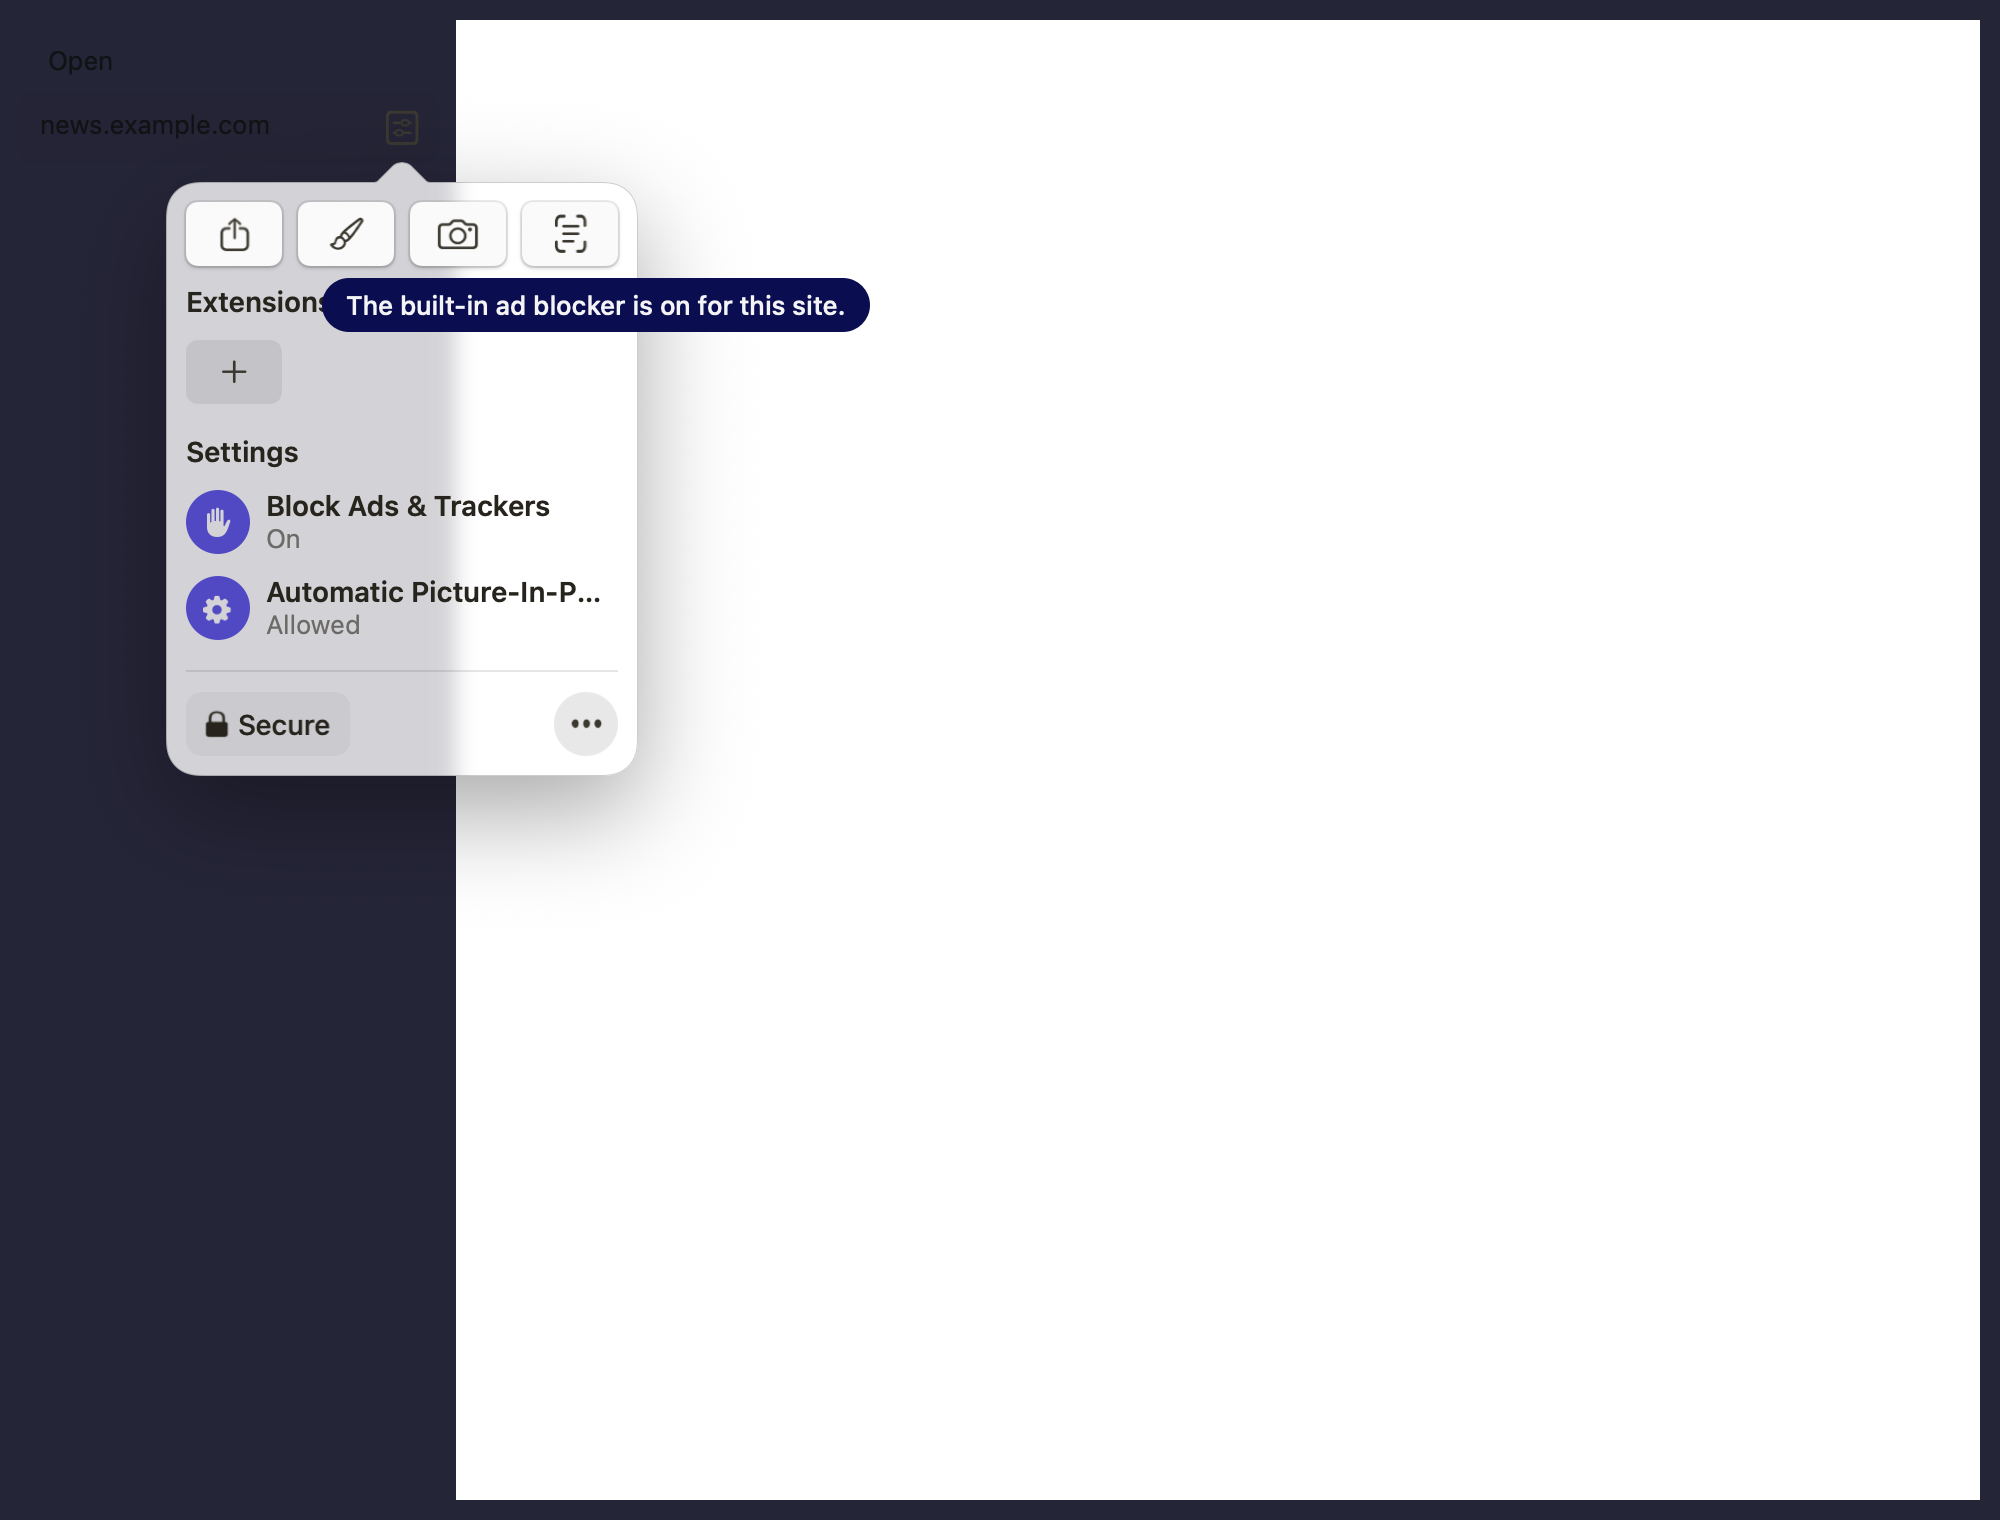 Open
news.example.com
Extensions
The built-in ad blocker is on for this site.
Settings
Block Ads & Trackers
On
Automatic Picture-In-P...
Allowed
Secure